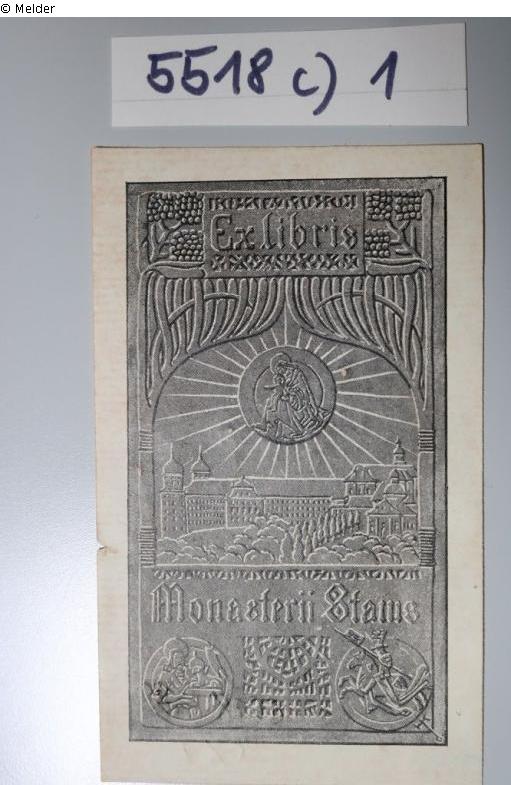 © Melder
5518 c) 1
Ex libris
Monasterii Stams